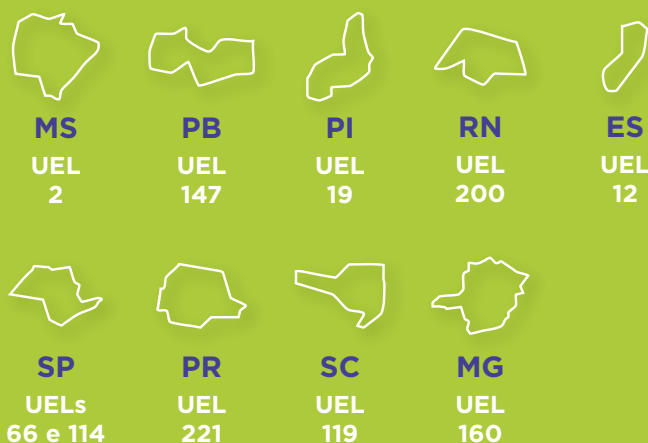 MS
UEL
2
PB
UEL
147
PI
UEL
19
RN
UEL
200
ES
UEL
12
SP
UELs
66 e 114
PR
UEL
221
SC
UEL
119
MG
UEL
160